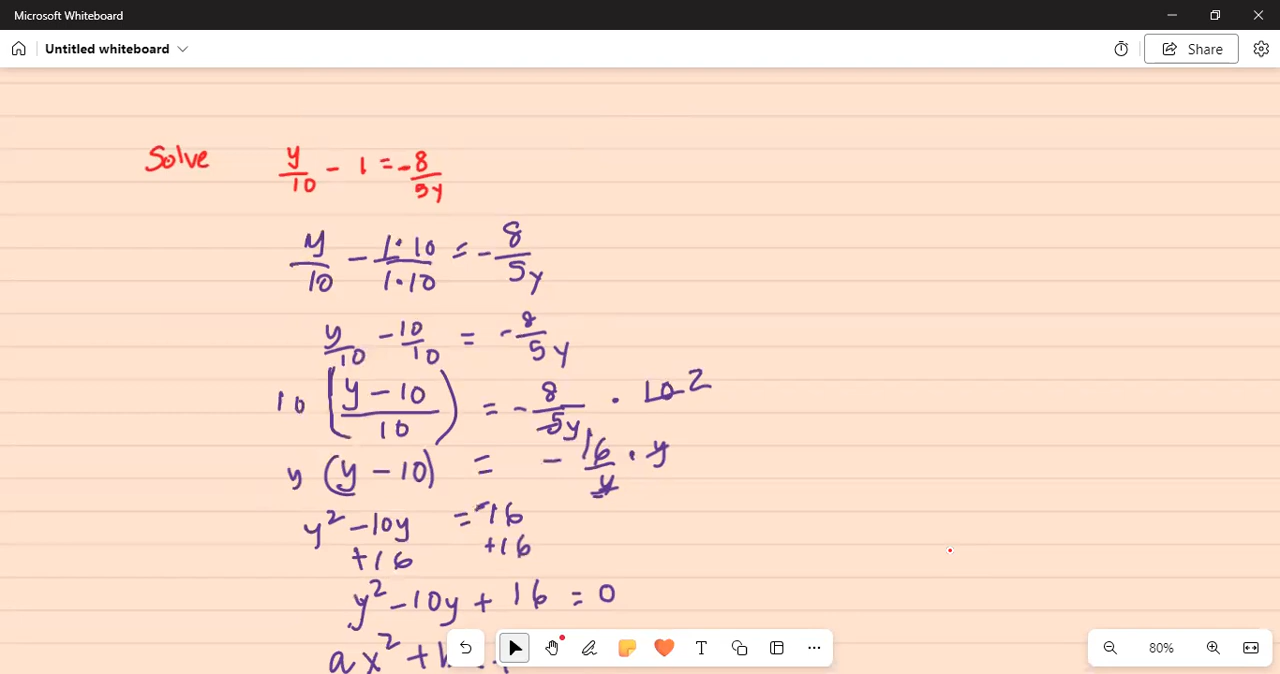 Microsoft Whiteboard
Untitled whiteboard
Share
Solve y/10 - 1 = -8/5y
y/10 - 1·10/1·10 = -8/5y
y/10 - 10/10 = -8/5y
10 (y - 10/10) = -8/5y · 10 2
y (y - 10) = -16/y · y
y² - 10y = -16
+16 +16
y² - 10y + 16 = 0
ax² +
80%